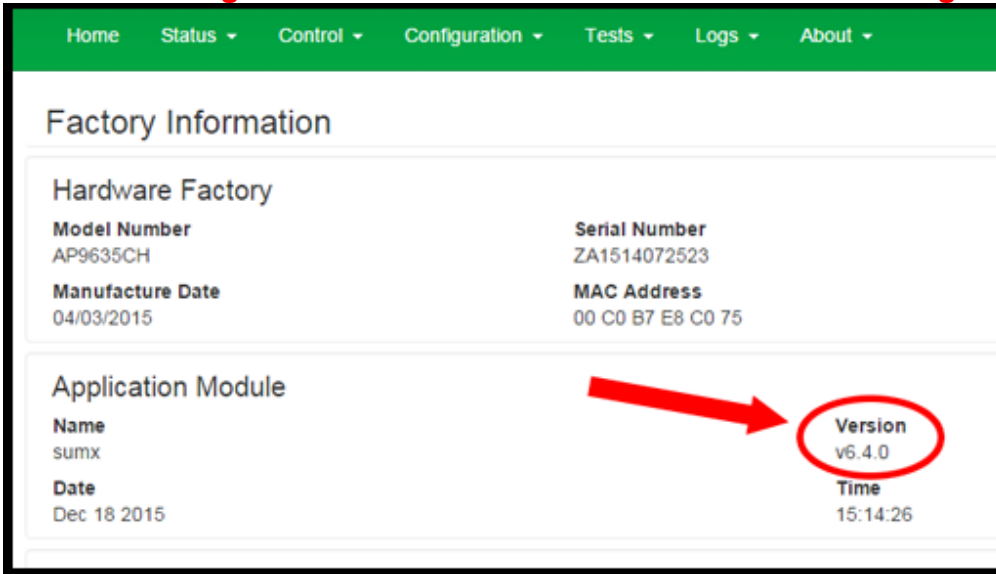 Home Status Control Configuration Tests Logs About
Factory Information
Hardware Factory
Model Number Serial Number
AP9635CH ZA1514072523
Manufacture Date MAC Address
04/03/2015 00 C0 B7 E8 C0 75
Application Module
Name Version
sumx v6.4.0
Date Time
Dec 18 2015 15:14:26